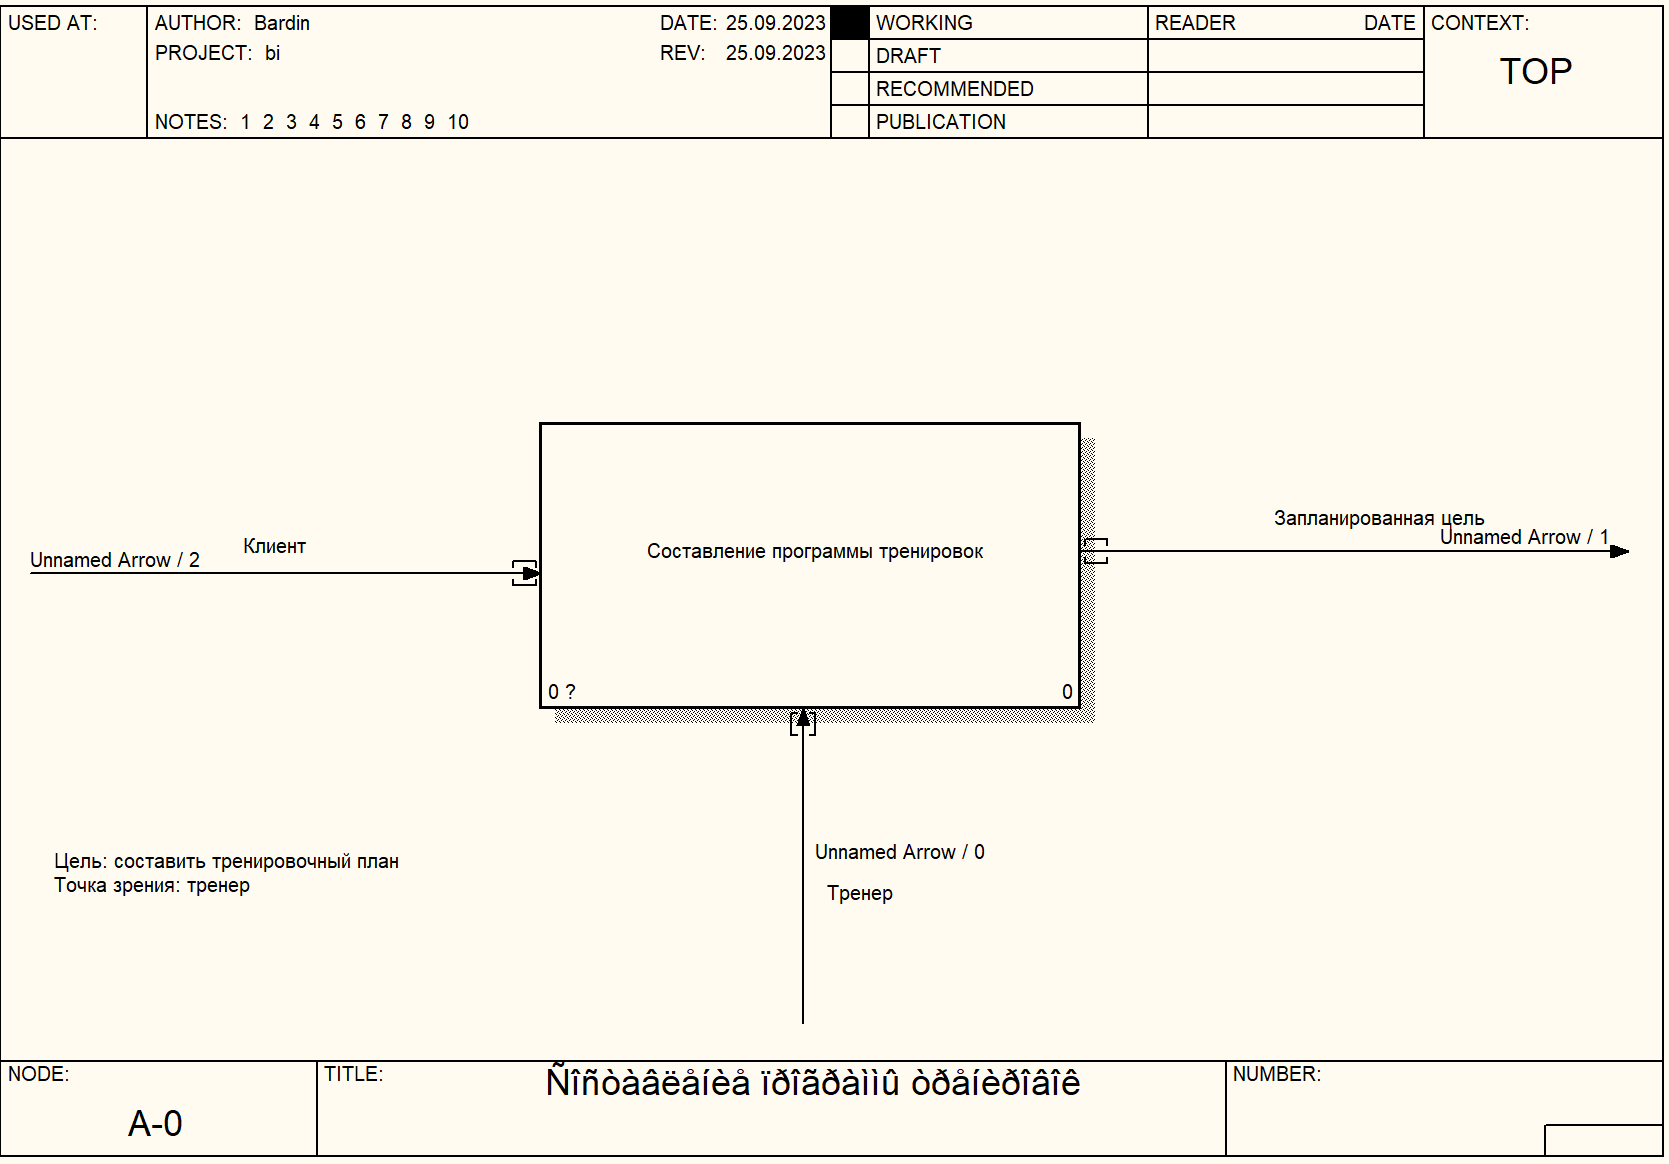 USED AT:
AUTHOR: Bardin
DATE: 25.09.2023
PROJECT: bi
REV: 25.09.2023
NOTES: 1 2 3 4 5 6 7 8 9 10
WORKING
DRAFT
RECOMMENDED
PUBLICATION
READER DATE
CONTEXT:
TOP
Клиент
Unnamed Arrow / 2
Составление программы тренировок
0 ?
0
Запланированная цель
Unnamed Arrow / 1
Unnamed Arrow / 0
Тренер
Цель: составить тренировочный план
Точка зрения: тренер
NODE:
A-0
TITLE:
Ñîñòàâëåíèå ïðîãðàììû òðåíèðîâîê
NUMBER: